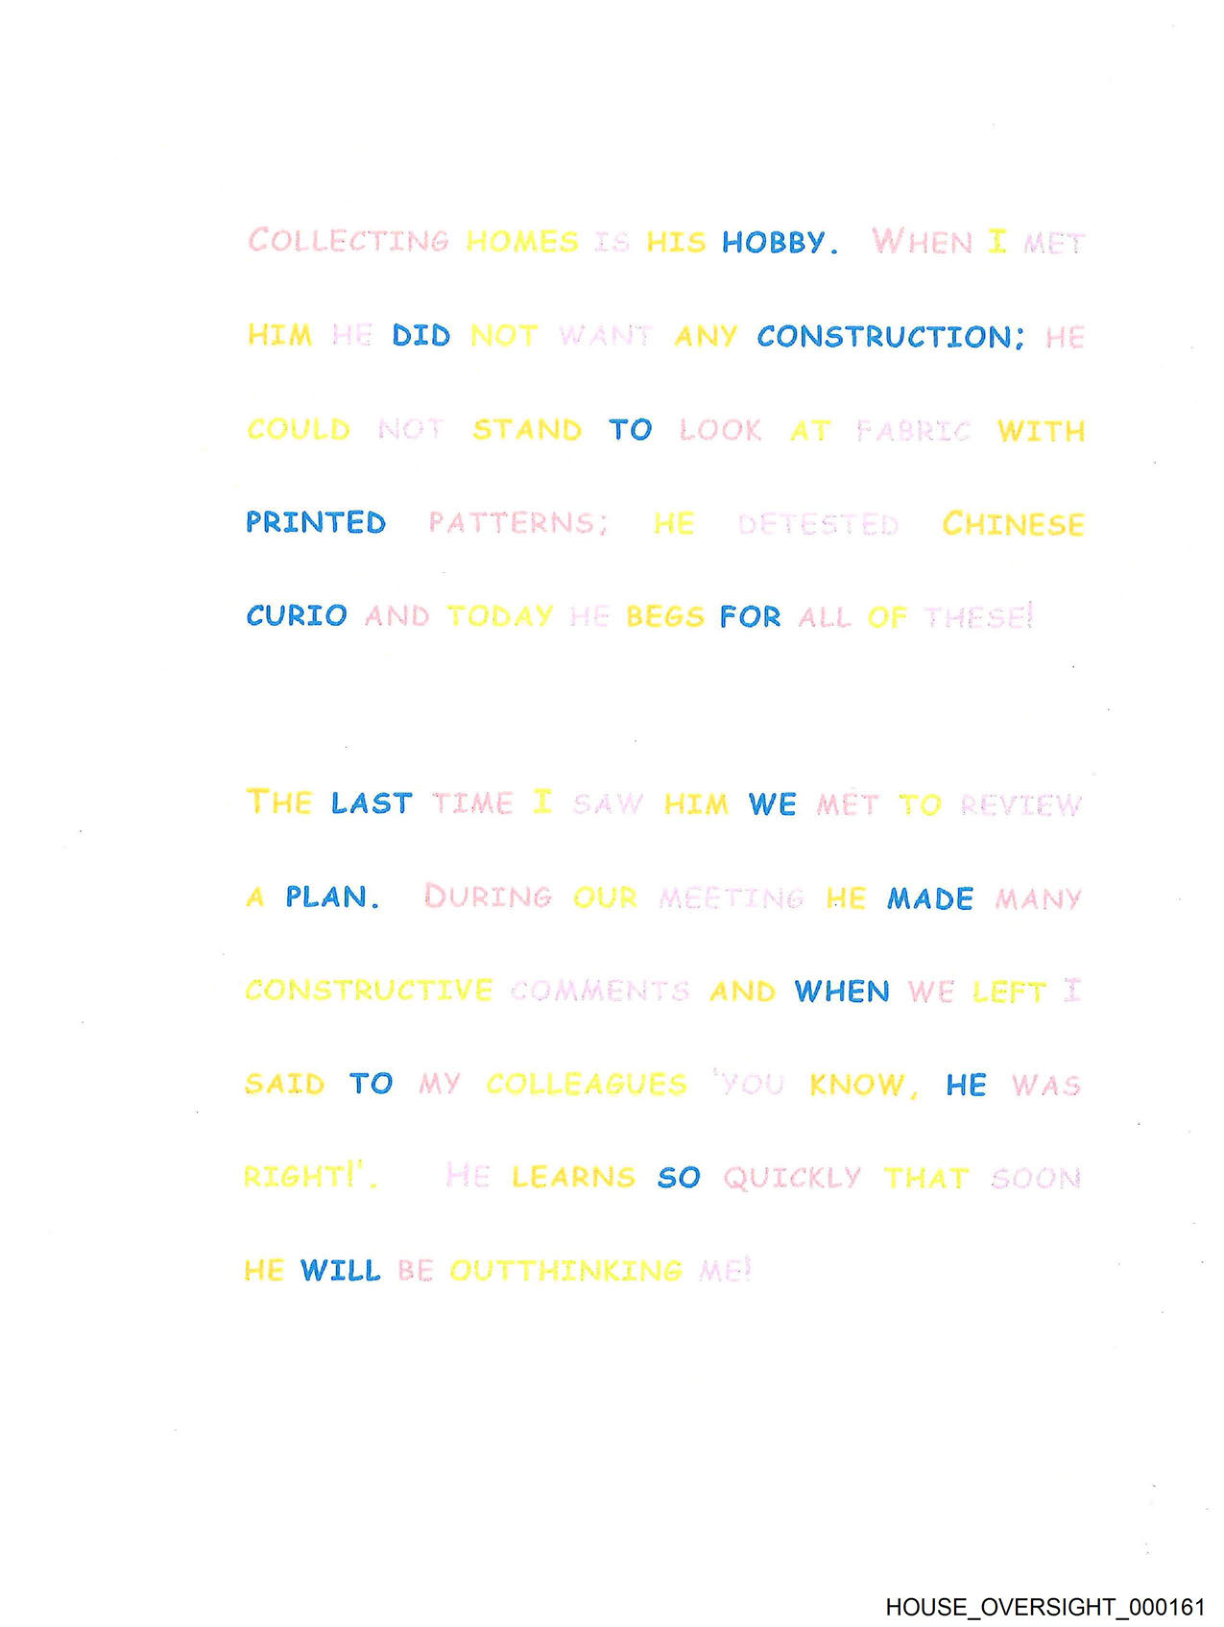 COLLECTING HOMES IS HIS HOBBY. WHEN I MET
HIM HE DID NOT WANT ANY CONSTRUCTION; HE
COULD NOT STAND TO LOOK AT FABRIC WITH
PRINTED PATTERNS; HE DETESTED CHINESE
CURIO AND TODAY HE BEGS FOR ALL OF THESE!
THE LAST TIME I SAW HIM WE MET TO REVIEW
A PLAN. DURING OUR MEETING HE MADE MANY
CONSTRUCTIVE COMMENTS AND WHEN WE LEFT I
SAID TO MY COLLEAGUES 'YOU KNOW, HE WAS
RIGHT!'. HE LEARNS SO QUICKLY THAT SOON
HE WILL BE OUTTHINKING ME!
HOUSE_OVERSIGHT_000161